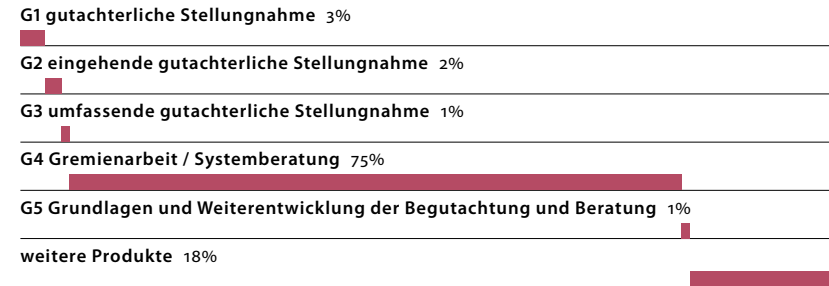 G1 gutachterliche Stellungnahme 3%
G2 eingehende gutachterliche Stellungnahme 2%
G3 umfassende gutachterliche Stellungnahme 1%
G4 Gremienarbeit / Systemberatung 75%
G5 Grundlagen und Weiterentwicklung der Begutachtung und Beratung 1%
weitere Produkte 18%